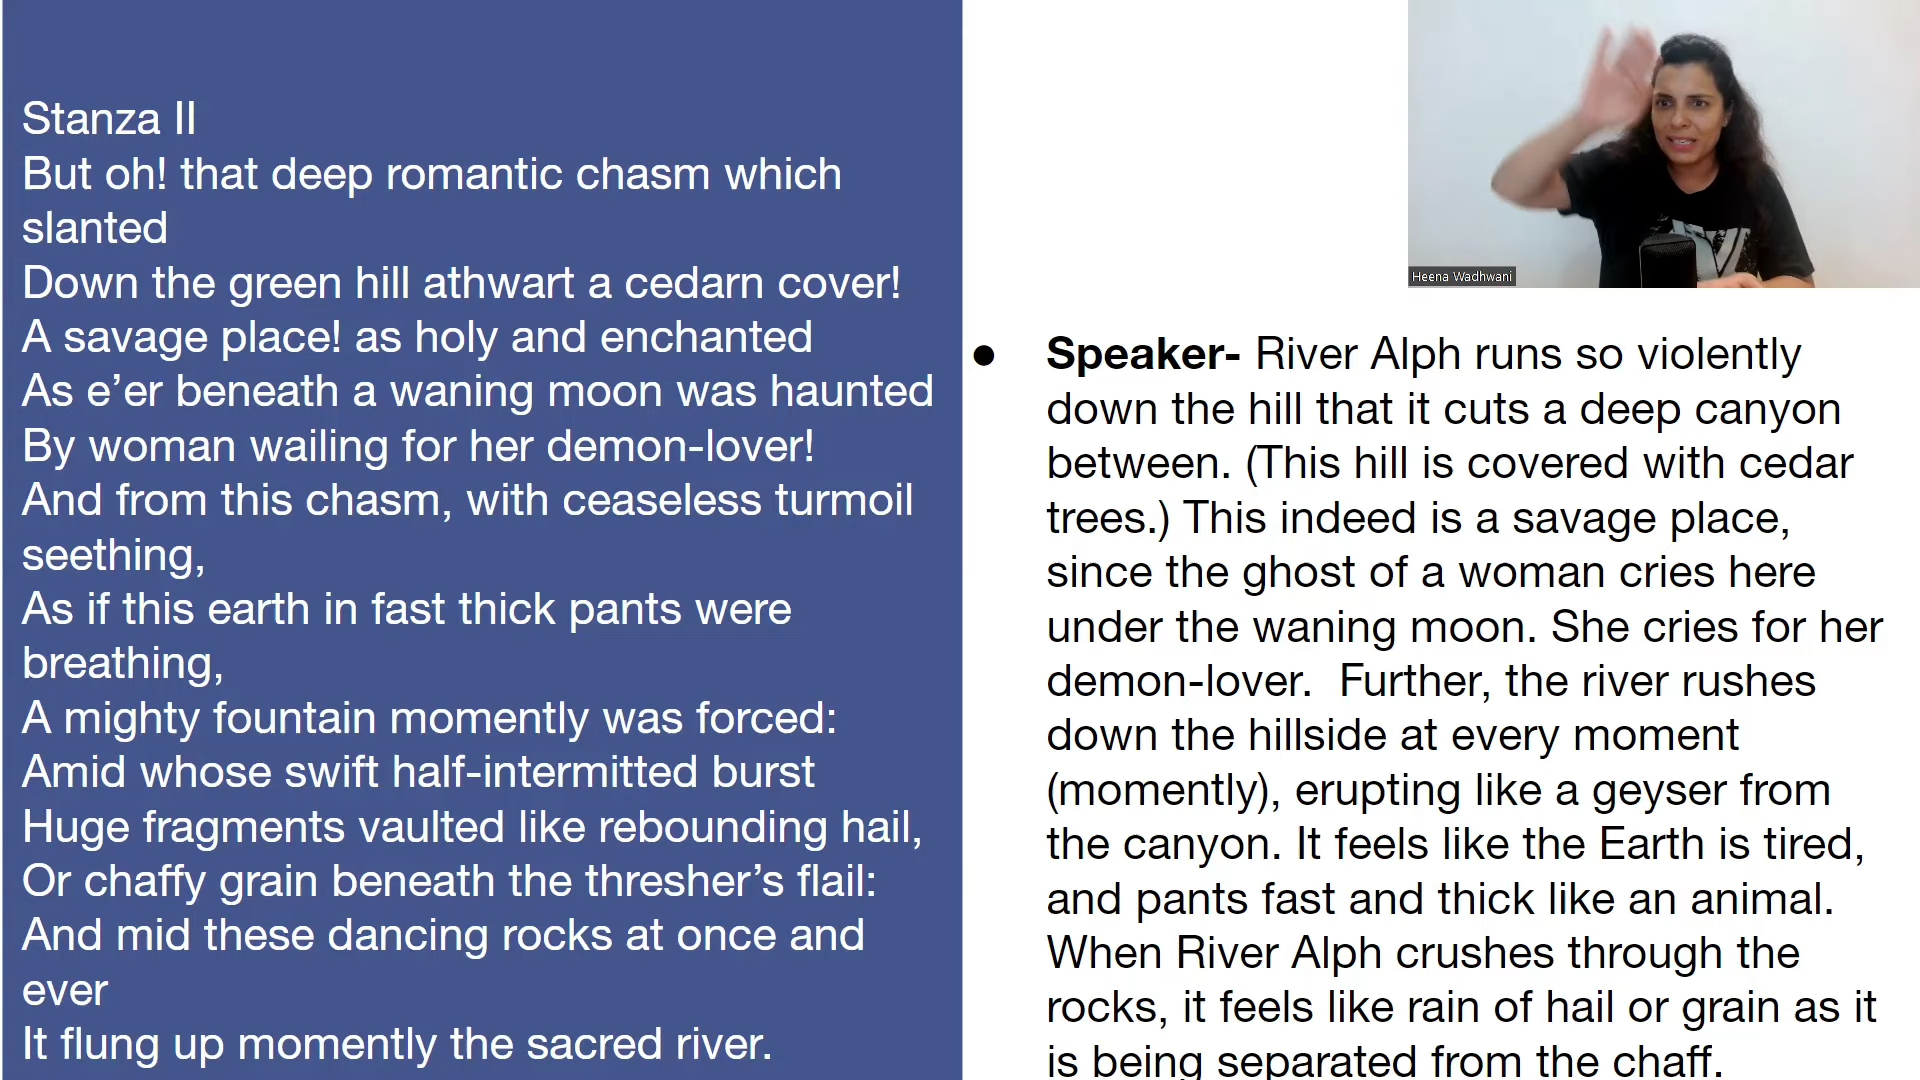 Stanza II
But oh! that deep romantic chasm which
slanted
Down the green hill athwart a cedarn cover!
A savage place! as holy and enchanted
As e’er beneath a waning moon was haunted
By woman wailing for her demon-lover!
And from this chasm, with ceaseless turmoil
seething,
As if this earth in fast thick pants were
breathing,
A mighty fountain momently was forced:
Amid whose swift half-intermitted burst
Huge fragments vaulted like rebounding hail,
Or chaffy grain beneath the thresher’s flail:
And mid these dancing rocks at once and
ever
It flung up momently the sacred river.
Heena Wadhwani
● Speaker- River Alph runs so violently
down the hill that it cuts a deep canyon
between. (This hill is covered with cedar
trees.) This indeed is a savage place,
since the ghost of a woman cries here
under the waning moon. She cries for her
demon-lover.  Further, the river rushes
down the hillside at every moment
(momently), erupting like a geyser from
the canyon. It feels like the Earth is tired,
and pants fast and thick like an animal.
When River Alph crushes through the
rocks, it feels like rain of hail or grain as it
is being separated from the chaff.